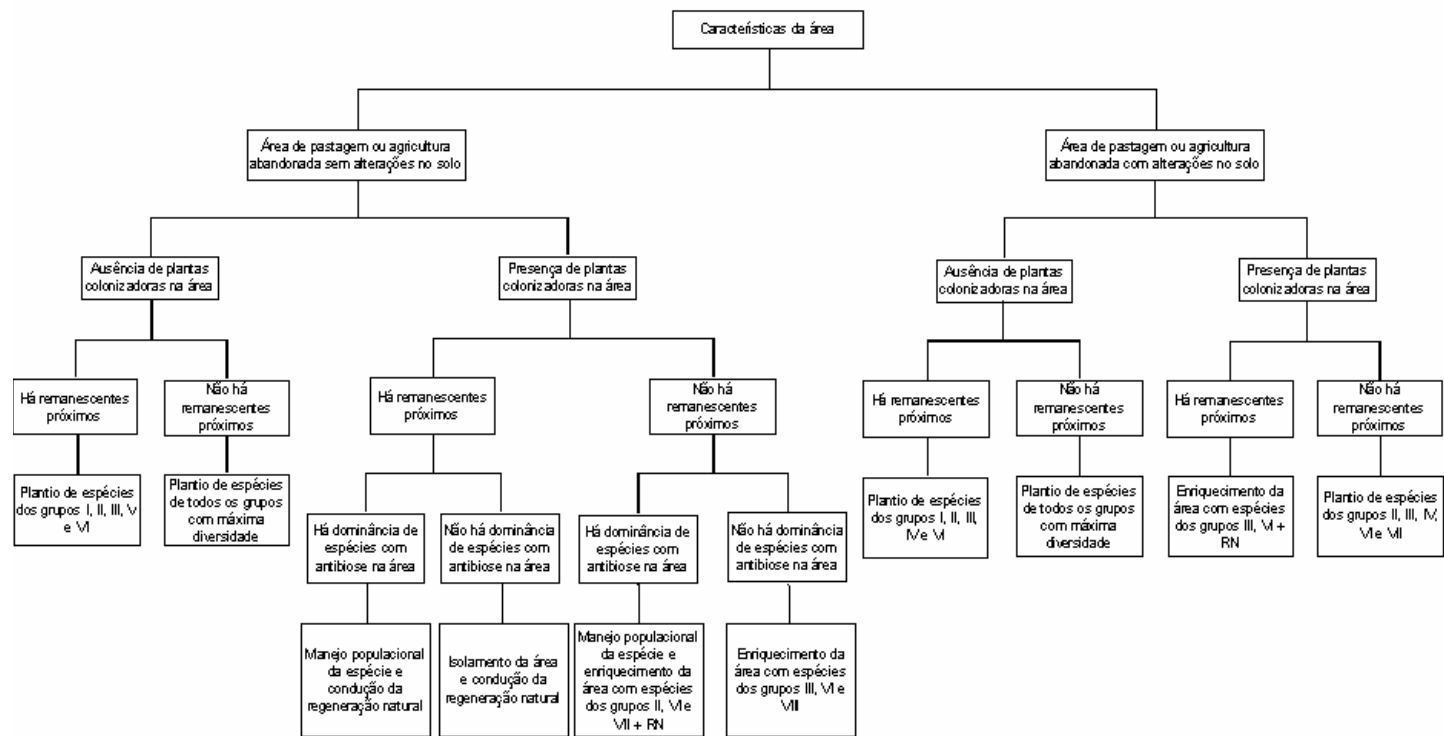 Características da área
Área de pastagem ou agricultura
abandonada sem alterações no solo
Área de pastagem ou agricultura
abandonada com alterações no solo
Ausência de plantas
colonizadoras na área
Presença de plantas
colonizadoras na área
Ausência de plantas
colonizadoras na área
Presença de plantas
colonizadoras na área
Há remanescentes
próximos
Não há
remanescentes
próximos
Há remanescentes
próximos
Não há
remanescentes
próximos
Há remanescentes
próximos
Não há
remanescentes
próximos
Há remanescentes
próximos
Não há
remanescentes
próximos
Plantio de espécies
dos grupos I, II, III, V
e VI
Plantio de espécies
de todos os grupos
com máxima
diversidade
Há dominância de
espécies com
antibiose na área
Não há dominância
de espécies com
antibiose na área
Há dominância de
espécies com
antibiose na área
Não há dominância
de espécies com
antibiose na área
Plantio de espécies
dos grupos I, II, III,
IV e VI
Plantio de espécies
de todos os grupos
com máxima
diversidade
Enriquecimento da
área com espécies
dos grupos III, VI +
RN
Plantio de espécies
dos grupos II, III, IV,
VI e VII
Manejo populacional
da espécie e
condução da
regeneração natural
Isolamento da área
e condução da
regeneração natural
Manejo populacional
da espécie e
enriquecimento da
área com espécies
dos grupos II, VI e
VII + RN
Enriquecimento da
área com espécies
dos grupos III, VI e
VIII